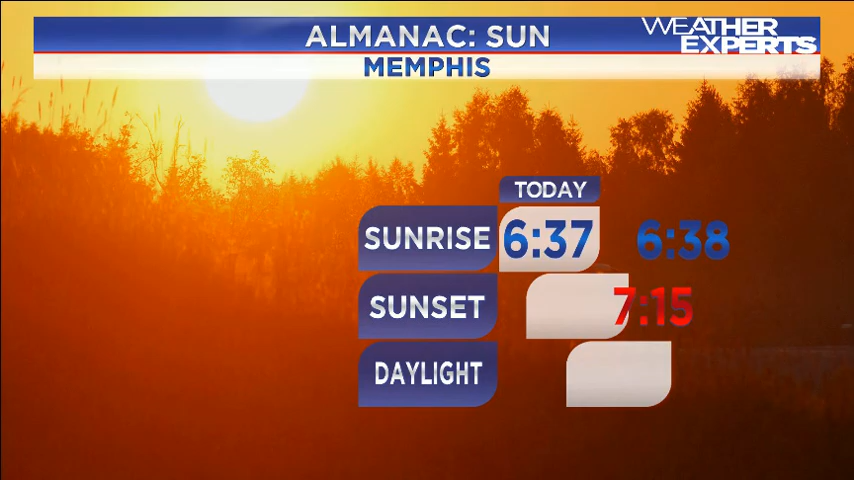 ALMANAC: SUN
WEATHER
EXPERTS
MEMPHIS
TODAY
SUNRISE 6:37 6:38
SUNSET 7:15
DAYLIGHT